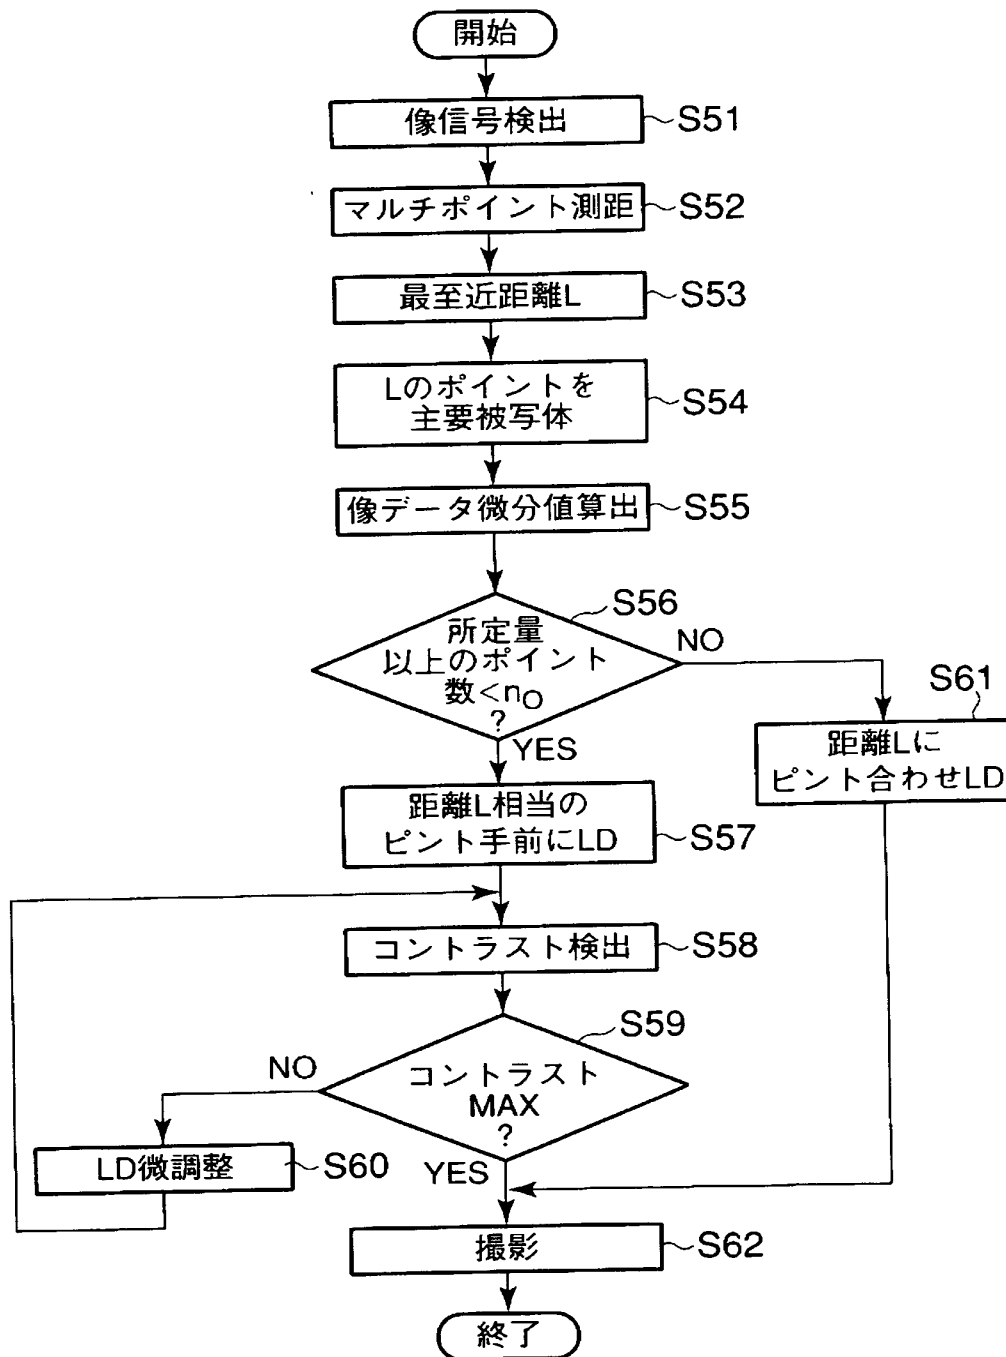 開始
像信号検出
S51
マルチポイント測距
S52
最至近距離L
S53
Lのポイントを
主要被写体
S54
像データ微分値算出
S55
S56
所定量
以上のポイント
数<nO
?
NO
YES
S61
距離Lに
ピント合わせLD
距離L相当の
ピント手前にLD
S57
コントラスト検出
S58
S59
コントラスト
MAX
?
NO
YES
LD微調整
S60
撮影
S62
終了